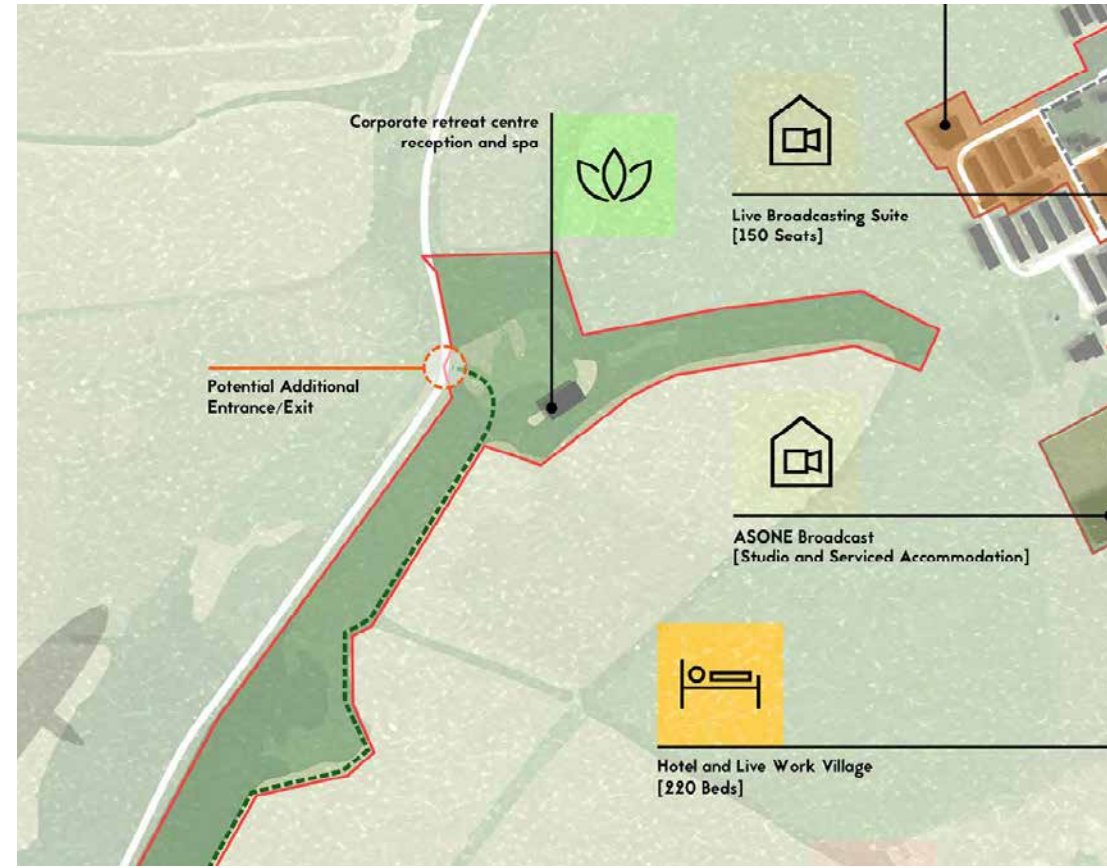 Corporate retreat centre
reception and spa
Live Broadcasting Suite
[150 Seats]
Potential Additional
Entrance/Exit
ASONE Broadcast
[Studio and Serviced Accommodation]
Hotel and Live Work Village
[220 Beds]